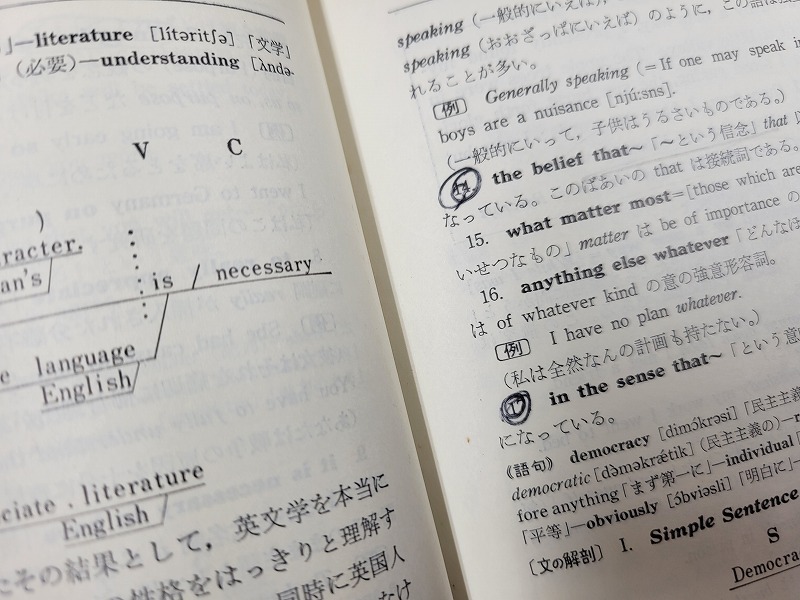 」—literature [lítəritʃə] 「文学」
(必要)—understanding [ʌndə-
V C
)
racter.
an's
is / necessary
e language
English
ciate . literature
English
たその結果として，英文学を本当に
の性格をはっきりと理解す
同時に英国人
なけ
speaking (一般的にいえば),
speaking (おおざっぱにいえば) のように，この語は
れることが多い。
〔例〕 Generally speaking (=If one may speak in
boys are a nuisance [njú:sns].
(一般的にいって，子供はうるさいものである。)
14. the belief that～「～という信念」that
なっている。このばあいの that は接続詞である。
15. what matter most=[those which are
いせつなもの」matter は be of importance の
16. anything else whatever 「どんなほ
は of whatever kind の意の強意形容詞。
〔例〕 I have no plan whatever.
(私は全然なんの計画も持たない。)
17 in the sense that～「という意
になっている。
《語句》 democracy [dimɔ́krəsi]「民主主義
democratic [dèməkrǽtik] (民主主義の)—
fore anything「まず第一に」—individual
「平等」—obviously [ɔ́bviəsli]「明白に」—
〔文の解剖〕 I. Simple Sentence
S
Democra